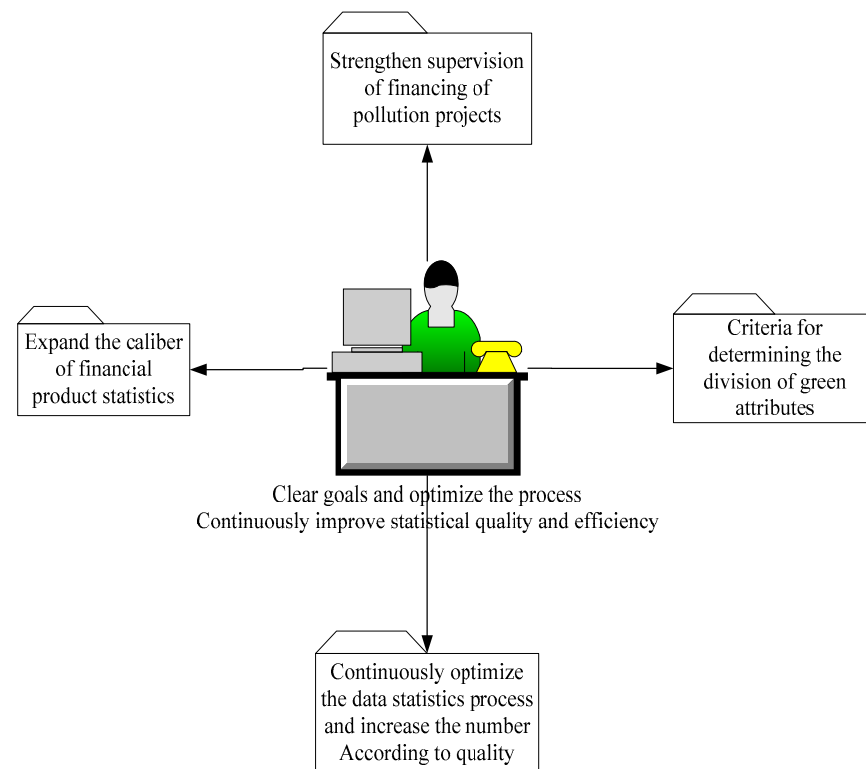 Strengthen supervision
of financing of
pollution projects
Expand the caliber
of financial
product statistics
Criteria for
determining the
division of green
attributes
Clear goals and optimize the process
Continuously improve statistical quality and efficiency
Continuously optimize
the data statistics process
and increase the number
According to quality